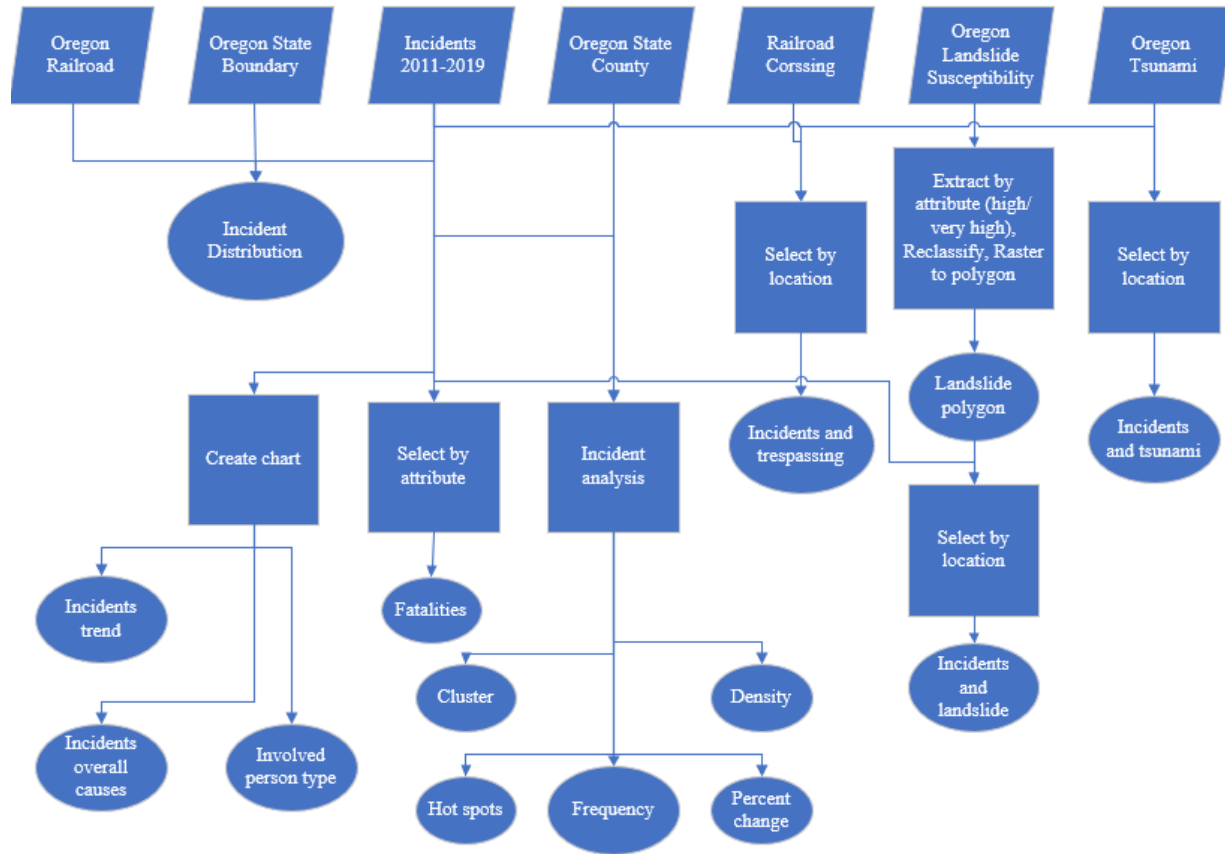 Oregon
Railroad
Oregon State
Boundary
Incidents
2011-2019
Oregon State
County
Railroad
Corssing
Oregon
Landslide
Susceptibility
Oregon
Tsunami
Incident
Distribution
Select by
location
Extract by
attribute (high/
very high),
Reclassify, Raster
to polygon
Select by
location
Landslide
polygon
Create chart
Select by
attribute
Incident
analysis
Incidents and
trespassing
Incidents
and tsunami
Select by
location
Incidents
trend
Fatalities
Cluster
Density
Incidents
and
landslide
Incidents
overall
causes
Involved
person type
Hot spots
Frequency
Percent
change